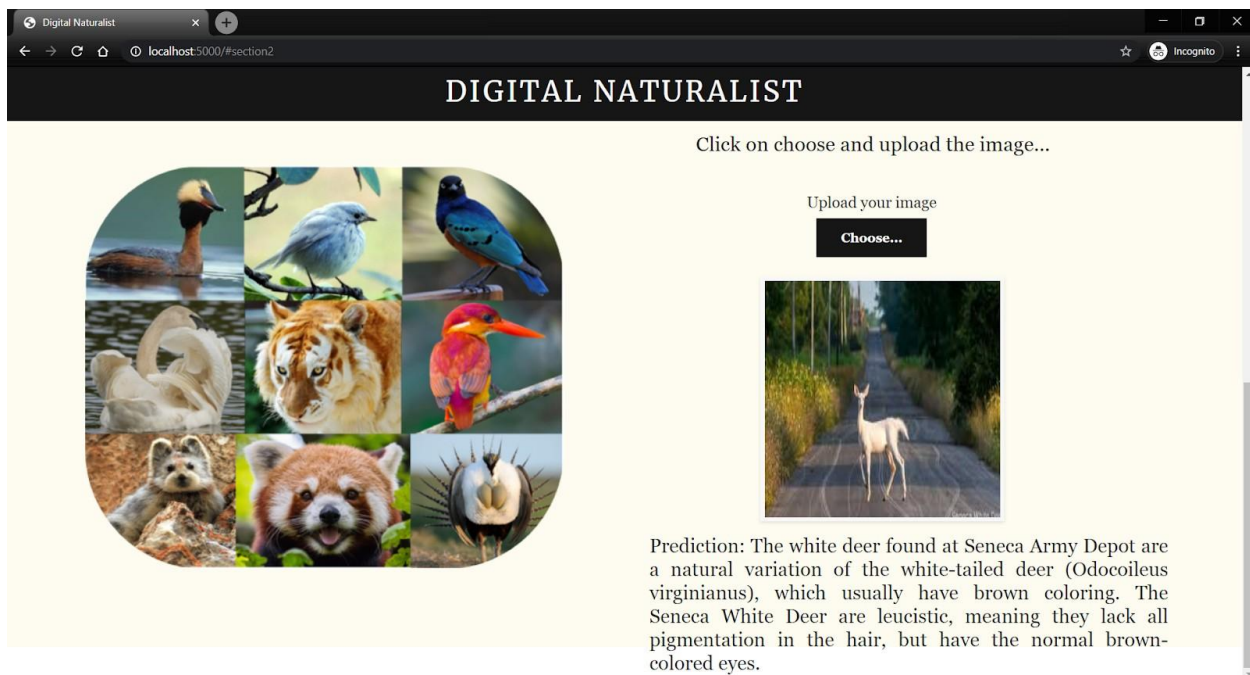 Digital Naturalist
localhost:5000/#section2
Incognito
DIGITAL NATURALIST
Click on choose and upload the image...
Upload your image
Choose...
Prediction: The white deer found at Seneca Army Depot are
a natural variation of the white-tailed deer (Odocoileus
virginianus), which usually have brown coloring. The
Seneca White Deer are leucistic, meaning they lack all
pigmentation in the hair, but have the normal brown-
colored eyes.